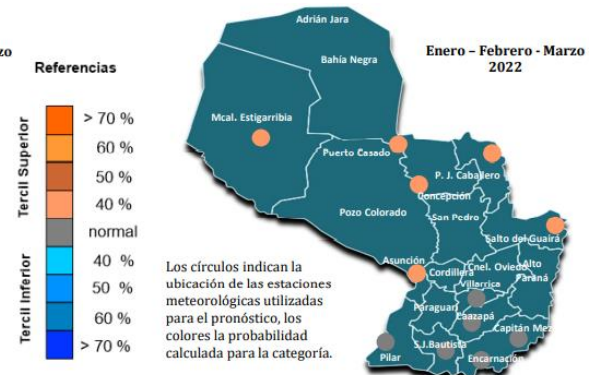 zo
Referencias
Tercil Superior
> 70 %
60 %
50 %
40 %
normal
Tercil Inferior
40 %
50 %
60 %
> 70 %
Enero – Febrero - Marzo
2022
Adrián Jara
Bahía Negra
Mcal. Estigarribia
Puerto Casado
P. J. Caballero
Concepción
Pozo Colorado
San Pedro
Salto del Guairá
Asunción
Cordillera
Cnel. Oviedo
Alto
Paraná
Villarrica
Paraguarí
Caazapá
Capitán Mez
S.J.Bautista
Pilar
Encarnación
Los círculos indican la
ubicación de las estaciones
meteorológicas utilizadas
para el pronóstico, los
colores la probabilidad
calculada para la categoría.